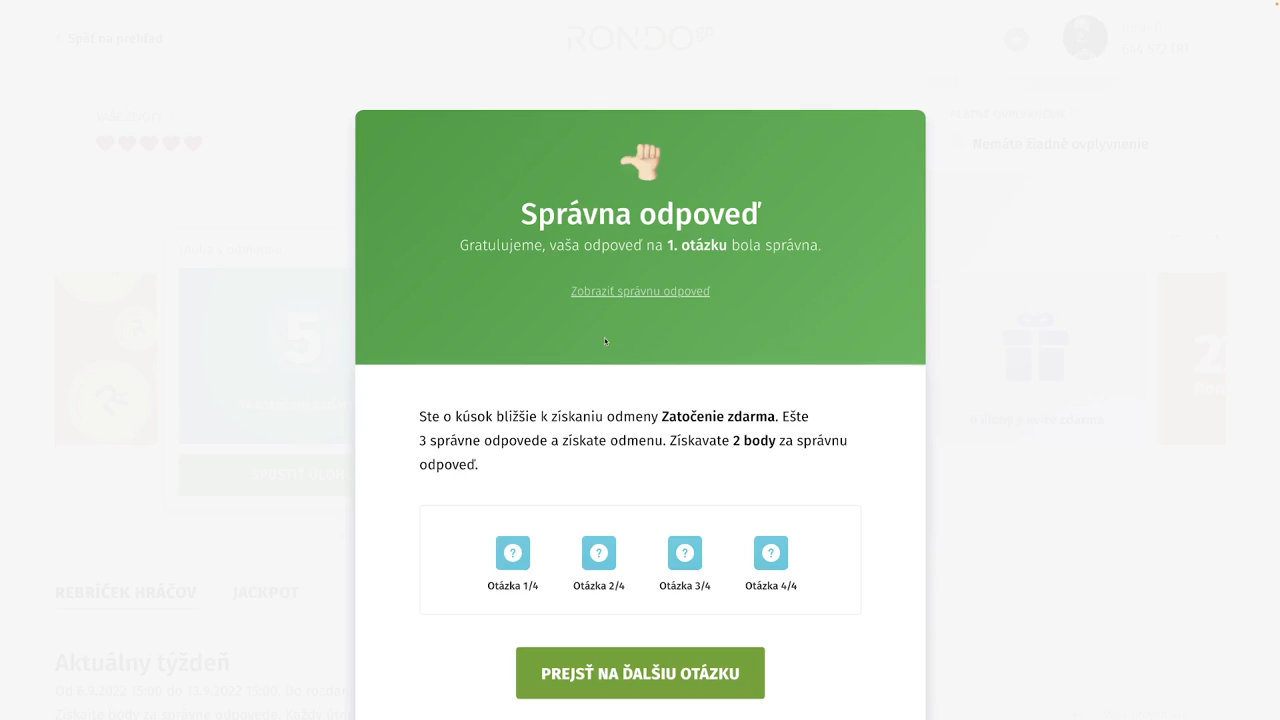 Späť na prehľad
RONDO
Nemáte žiadne ovplyvnenie
Správna odpoveď
Gratulujeme, vaša odpoveď na 1. otázku bola správna.
Zobraziť správnu odpoveď
5
Ste o kúsok bližšie k získaniu odmeny Zatočenie zdarma. Ešte
3 správne odpovede a získate odmenu. Získavate 2 body za správnu
odpoveď.
?
?
?
?
Otázka 1/4
Otázka 2/4
Otázka 3/4
Otázka 4/4
REBRÍČEK HRÁČOV
JACKPOT
PREJSŤ NA ĎALŠIU OTÁZKU
Aktuálny týždeň